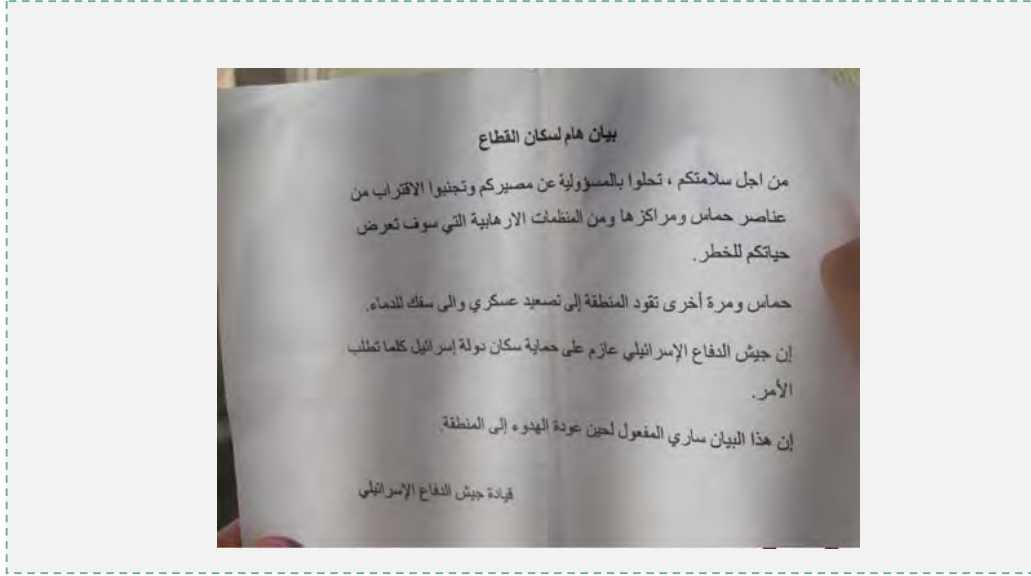 بيان هام لسكان القطاع
من اجل سلامتكم ، تحلوا بالمسؤولية عن مصيركم وتجنبوا الاقتراب من
عناصر حماس ومراكزها ومن المنظمات الارهابية التي سوف تعرض
حياتكم للخطر.
حماس ومرة أخرى تقود المنطقة إلى تصعيد عسكري والى سفك للدماء.
إن جيش الدفاع الإسرائيلي عازم على حماية سكان دولة إسرائيل كلما تطلب
الأمر.
إن هذا البيان ساري المفعول لحين عودة الهدوء إلى المنطقة.
قيادة جيش الدفاع الإسرائيلي